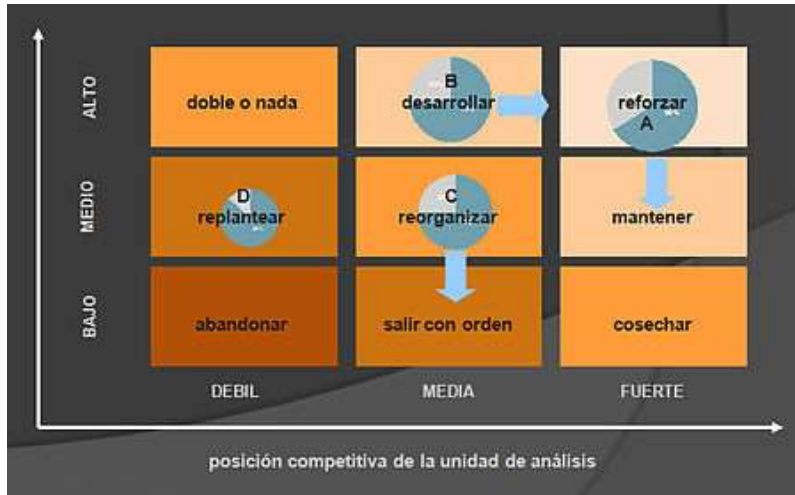 ALTO
doble o nada
B
desarrollar
reforzar
A
MEDIO
D
replantear
C
reorganizar
mantener
BAJO
abandonar
salir con orden
cosechar
DEBIL
MEDIA
FUERTE
posición competitiva de la unidad de análisis